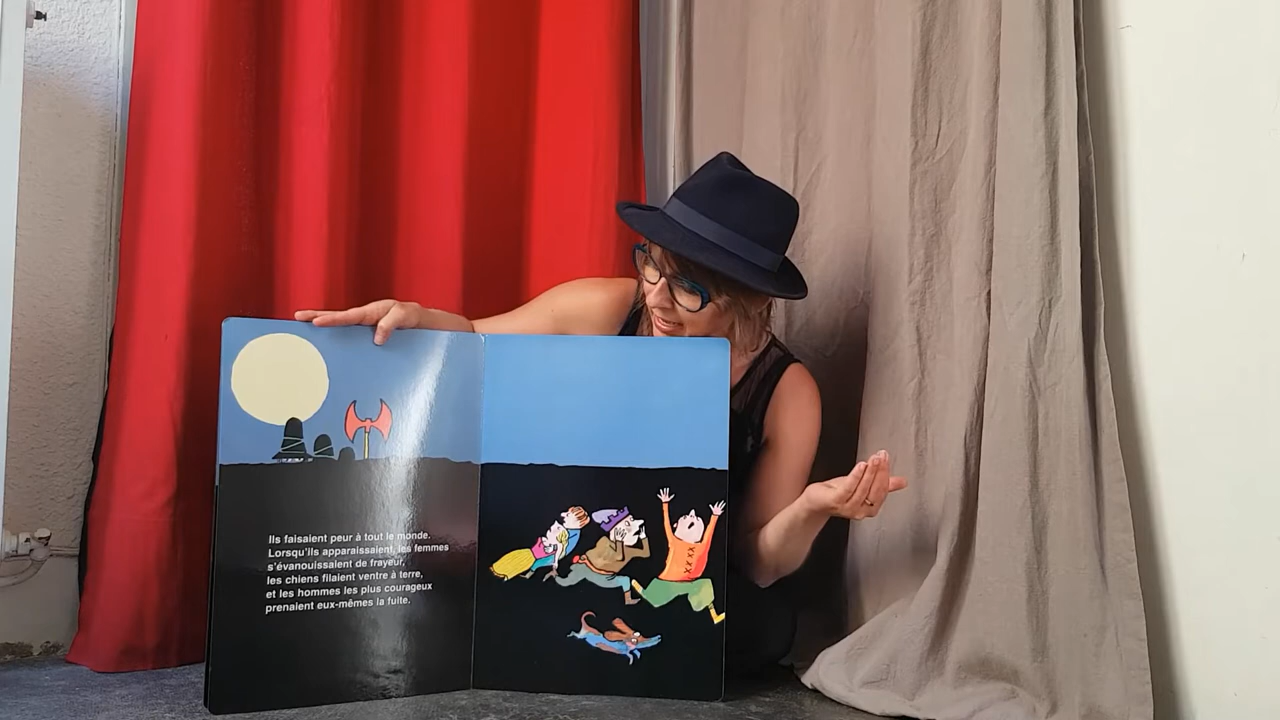 Ils faisaient peur à tout le monde.
Lorsqu'ils apparaissaient, les femmes
s'évanouissaient de frayeur,
les chiens filaient ventre à terre,
et les hommes les plus courageux
prenaient eux-mêmes la fuite.